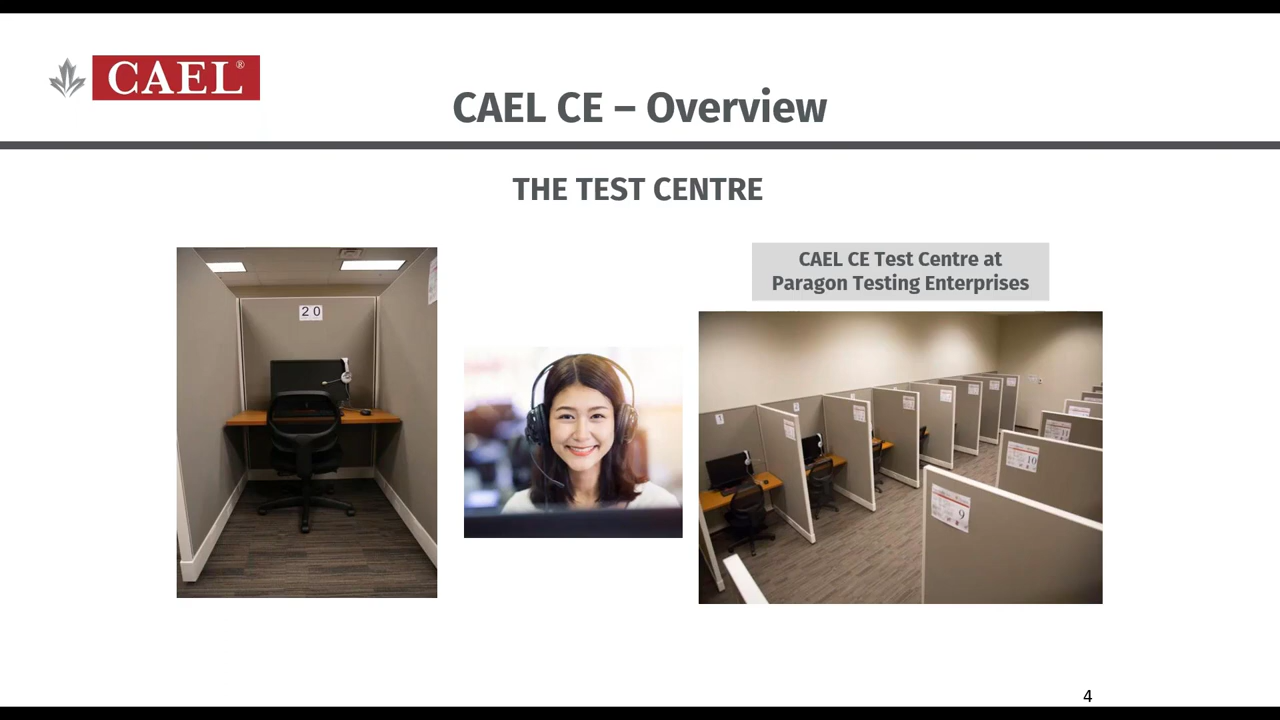 CAEL®
CAEL CE – Overview
THE TEST CENTRE
CAEL CE Test Centre at
Paragon Testing Enterprises
20
10
9
4